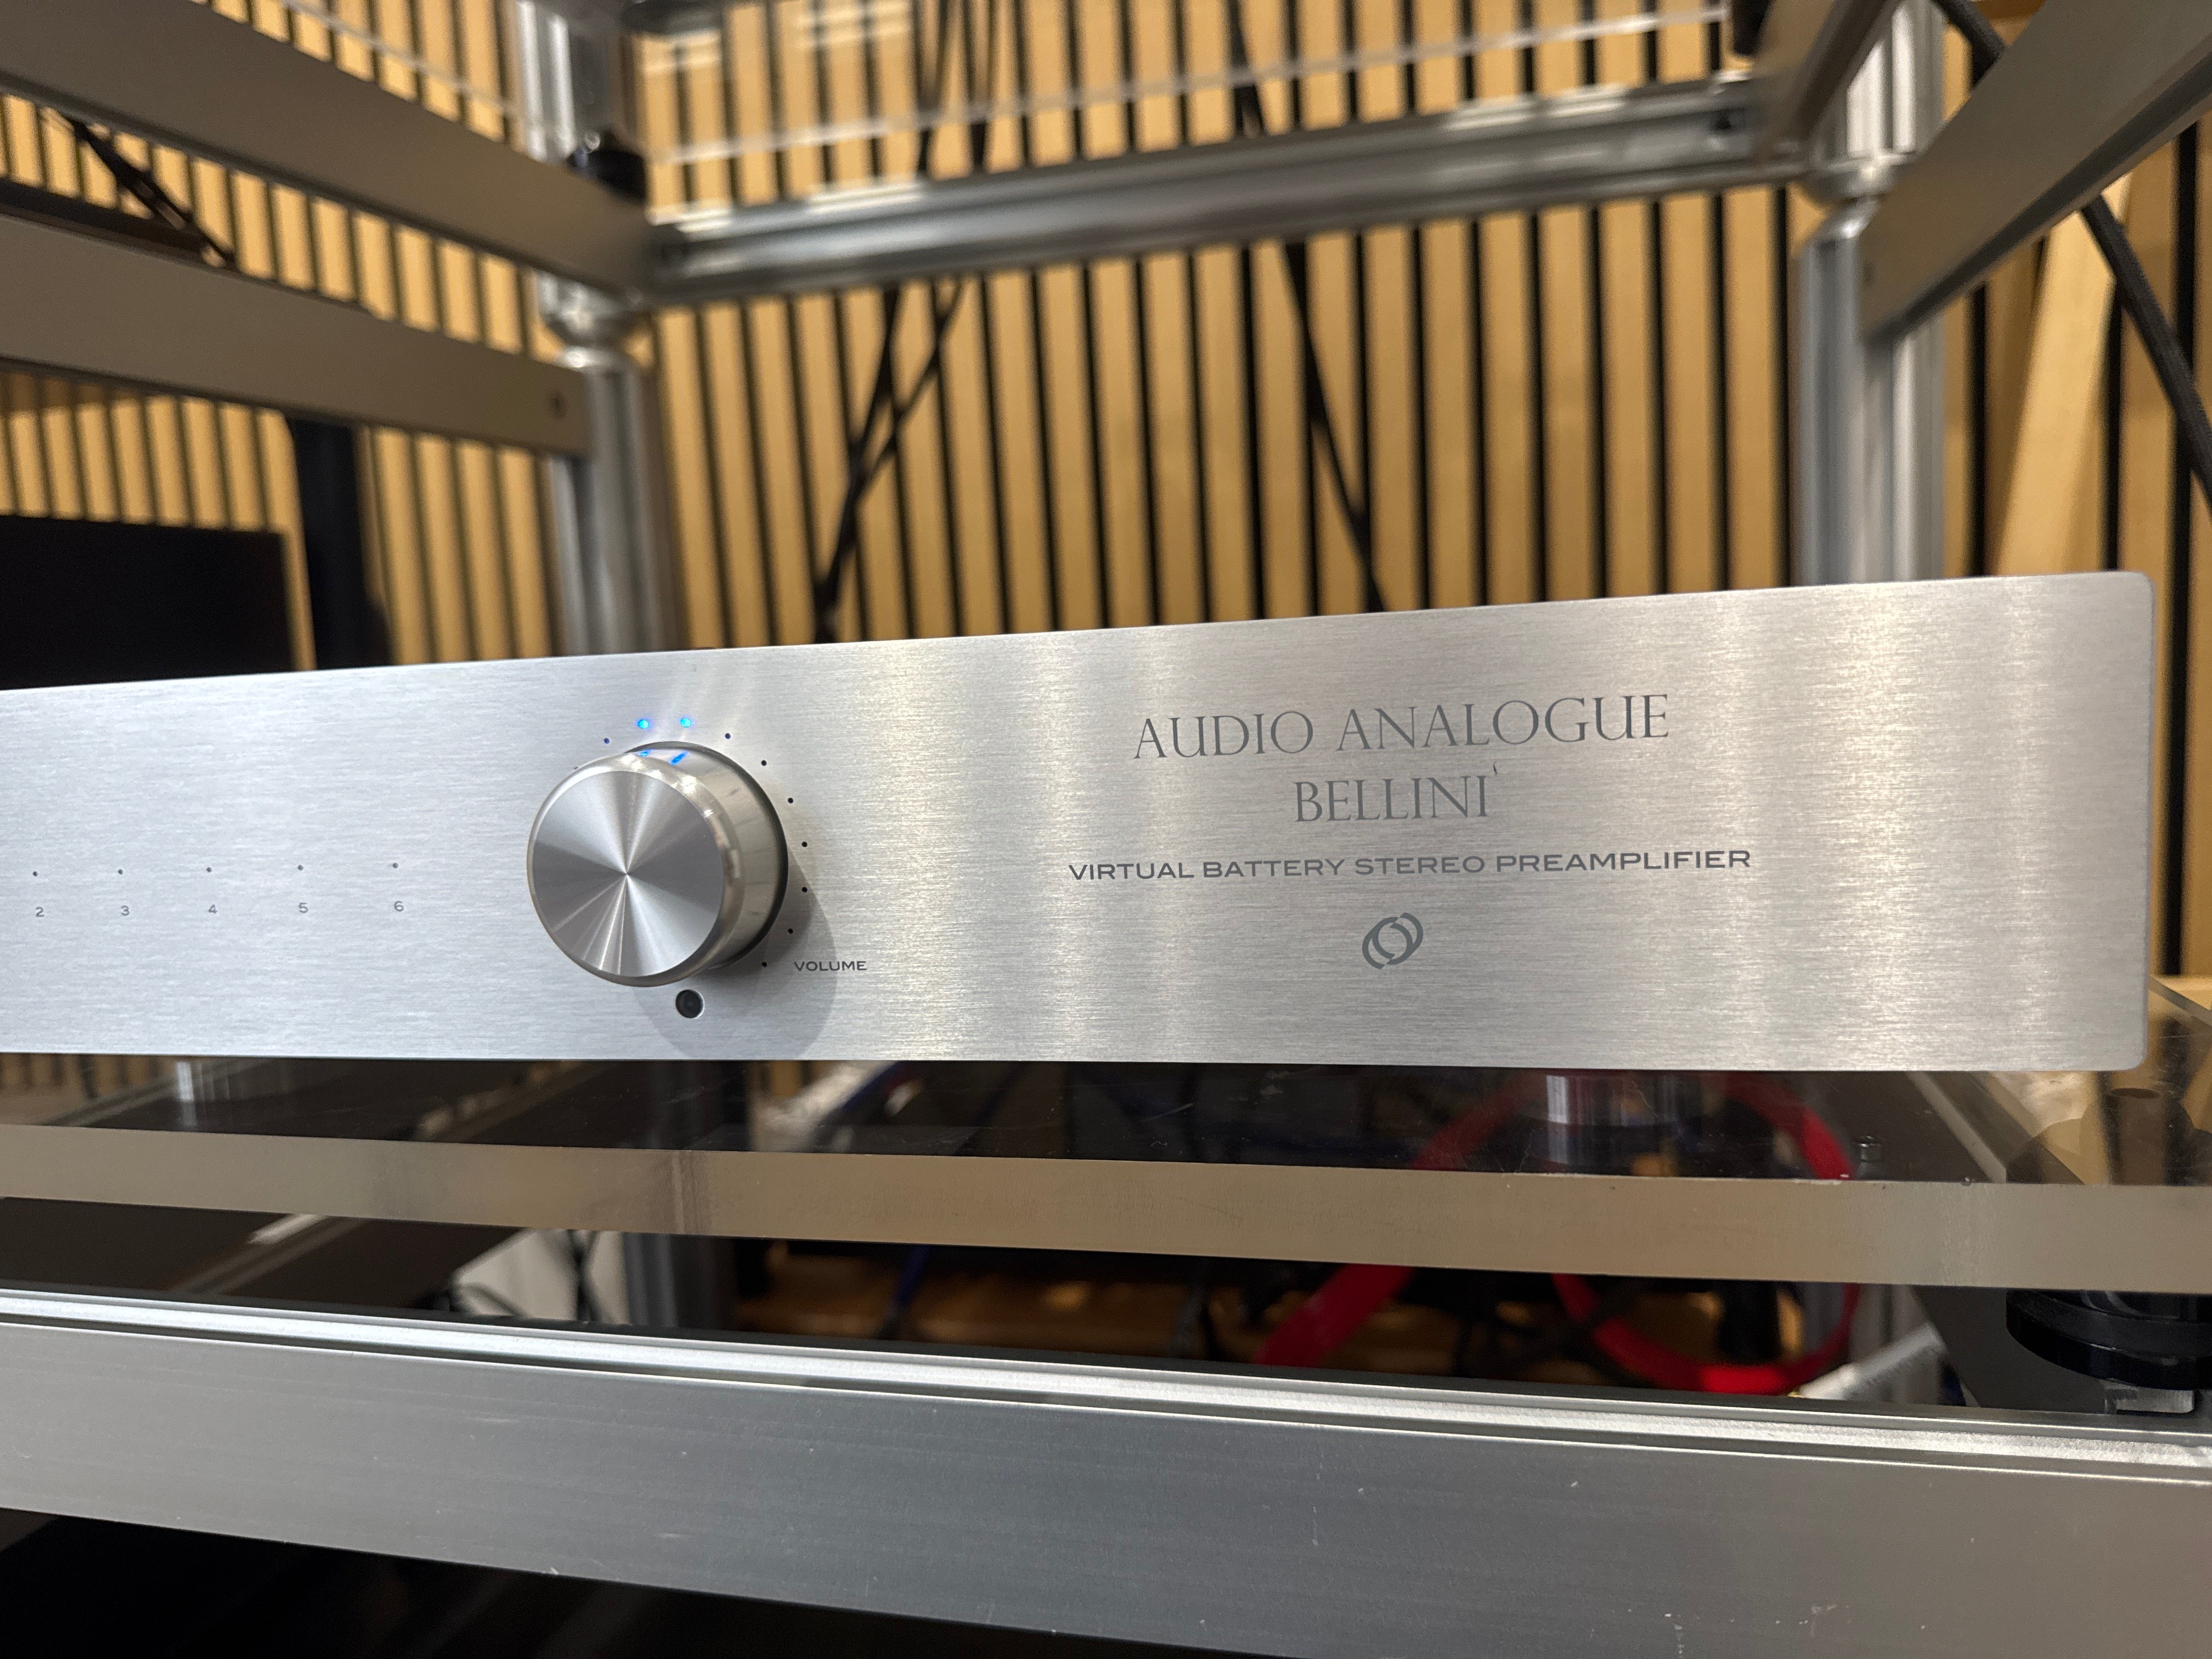 AUDIO ANALOGUE
BELLINI'
VIRTUAL BATTERY STEREO PREAMPLIFIER
2 3 4 5 6
VOLUME